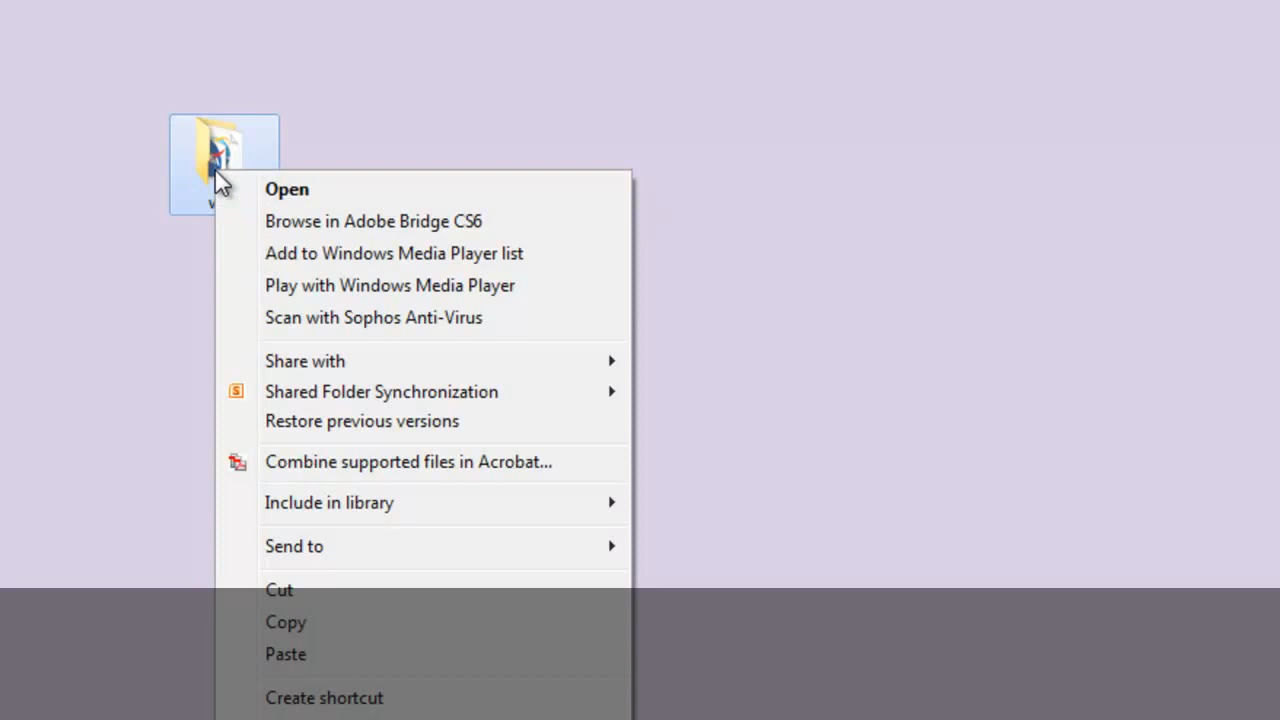 Open
Browse in Adobe Bridge CS6
Add to Windows Media Player list
Play with Windows Media Player
Scan with Sophos Anti-Virus
Share with
Shared Folder Synchronization
Restore previous versions
Combine supported files in Acrobat...
Include in library
Send to
Cut
Copy
Paste
Create shortcut